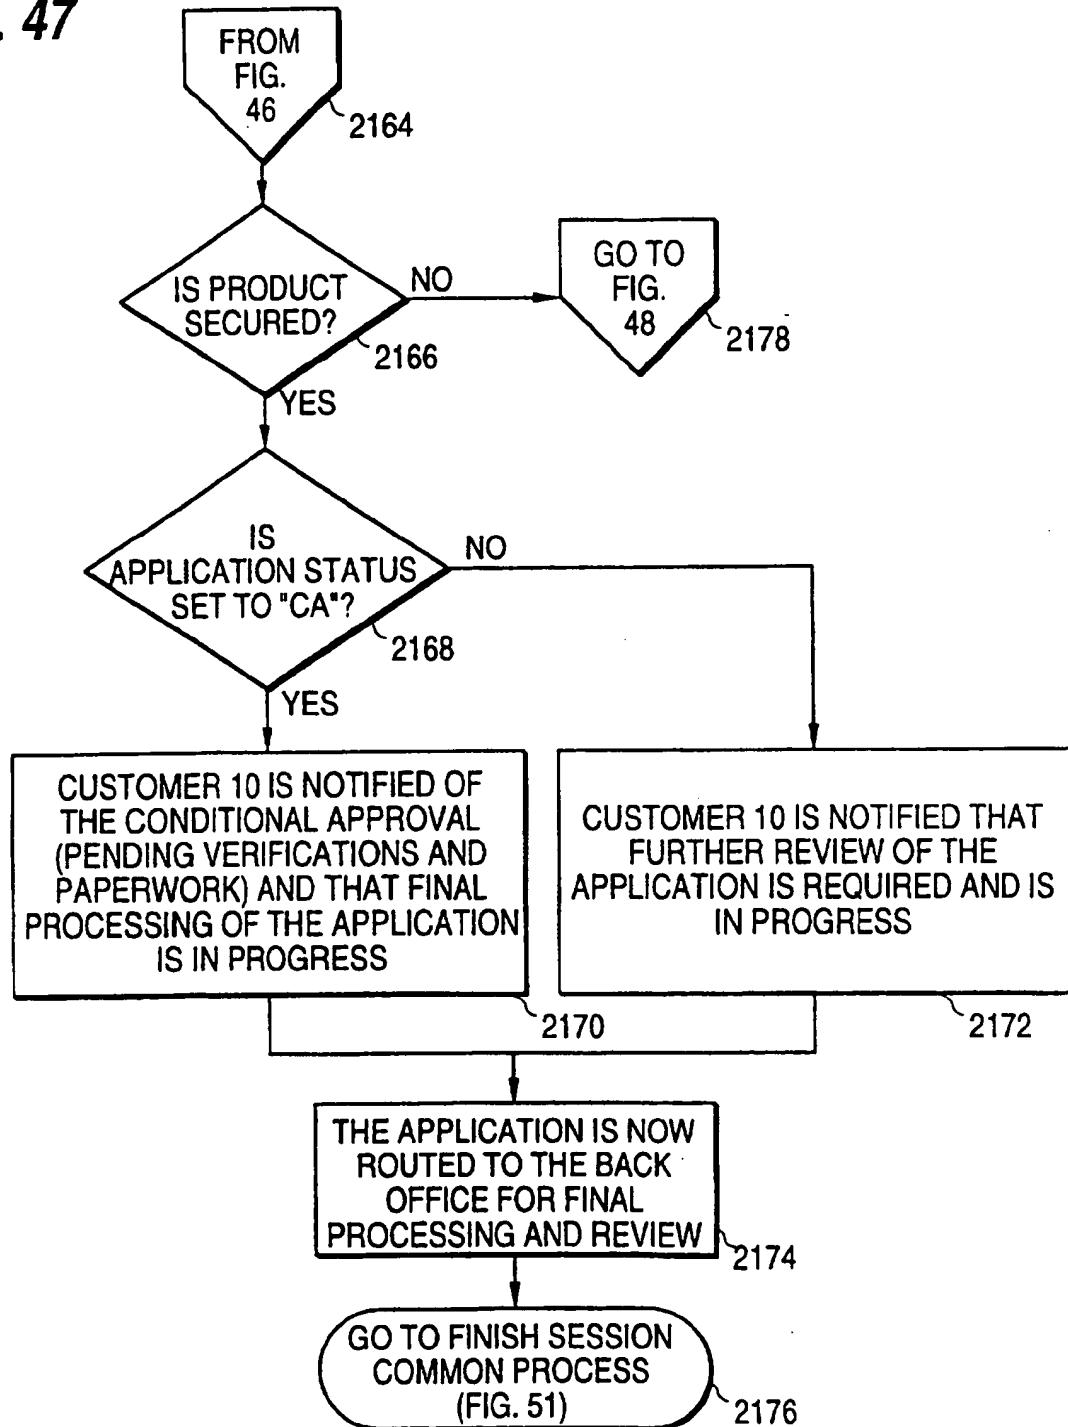 . 47
FROM
FIG.
46
2164
IS PRODUCT
SECURED?
2166
NO
GO TO
FIG.
48
2178
YES
IS
APPLICATION STATUS
SET TO "CA"?
2168
NO
YES
CUSTOMER 10 IS NOTIFIED OF
THE CONDITIONAL APPROVAL
(PENDING VERIFICATIONS AND
PAPERWORK) AND THAT FINAL
PROCESSING OF THE APPLICATION
IS IN PROGRESS
2170
CUSTOMER 10 IS NOTIFIED THAT
FURTHER REVIEW OF THE
APPLICATION IS REQUIRED AND IS
IN PROGRESS
2172
THE APPLICATION IS NOW
ROUTED TO THE BACK
OFFICE FOR FINAL
PROCESSING AND REVIEW
2174
GO TO FINISH SESSION
COMMON PROCESS
(FIG. 51)
2176